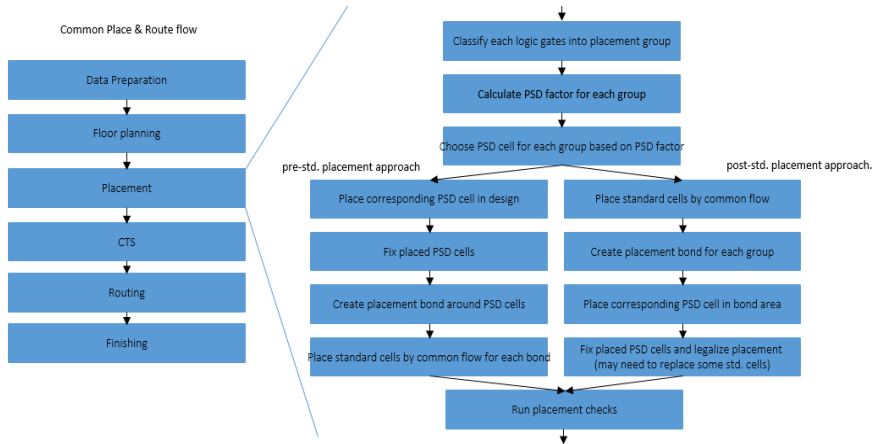 Common Place & Route flow
Data Preparation
Floor planning
Placement
CTS
Routing
Finishing
Classify each logic gates into placement group
Calculate PSD factor for each group
Choose PSD cell for each group based on PSD factor
pre-std. placement approach
post-std. placement approach.
Place corresponding PSD cell in design
Fix placed PSD cells
Create placement bond around PSD cells
Place standard cells by common flow for each bond
Place standard cells by common flow
Create placement bond for each group
Place corresponding PSD cell in bond area
Fix placed PSD cells and legalize placement
(may need to replace some std. cells)
Run placement checks